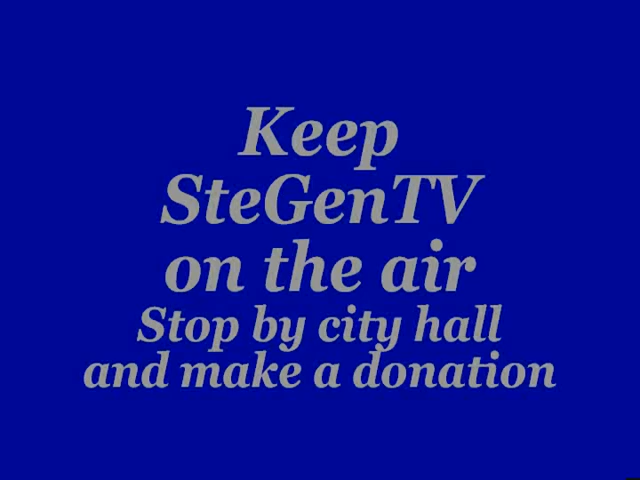 Keep
SteGenTV
on the air
Stop by city hall
and make a donation